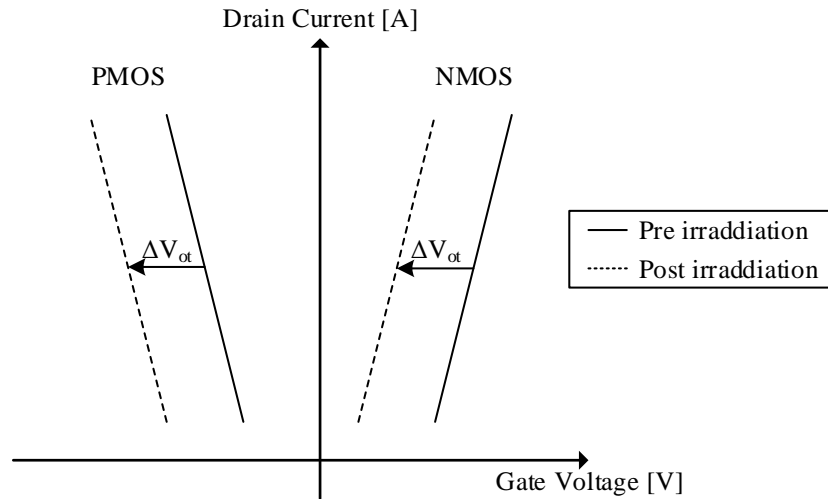 Drain Current [A]
PMOS
NMOS
ΔVot
ΔVot
Pre irraddiation
Post irraddiation
Gate Voltage [V]